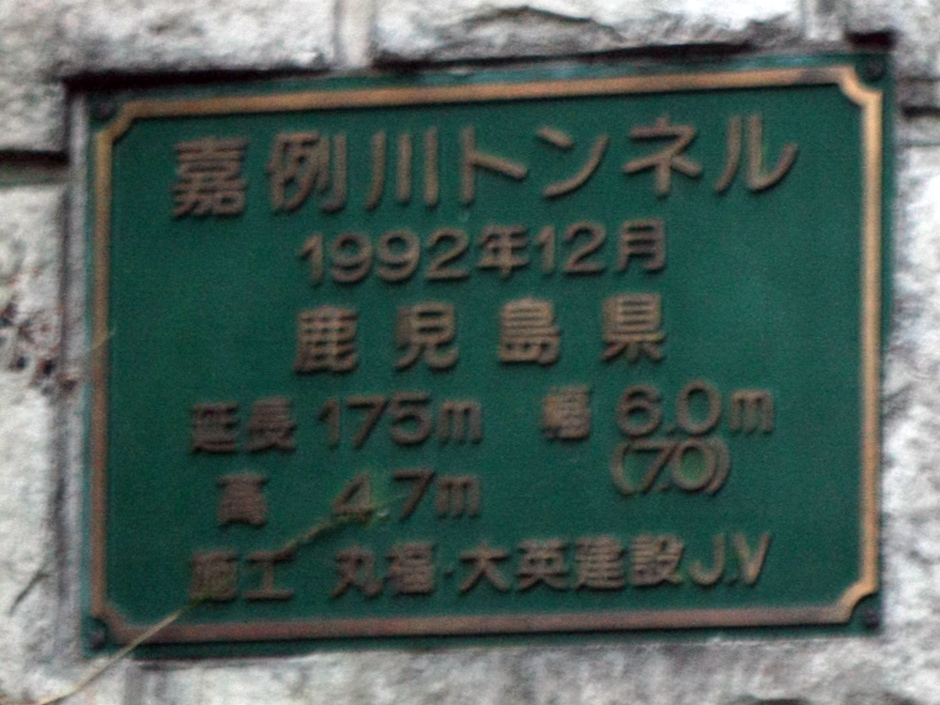 嘉例川トンネル
1992年12月
鹿児島県
延長 175m 幅 6.0m
(7.0)
高 4.7m
施工 丸福・大英建設J.V